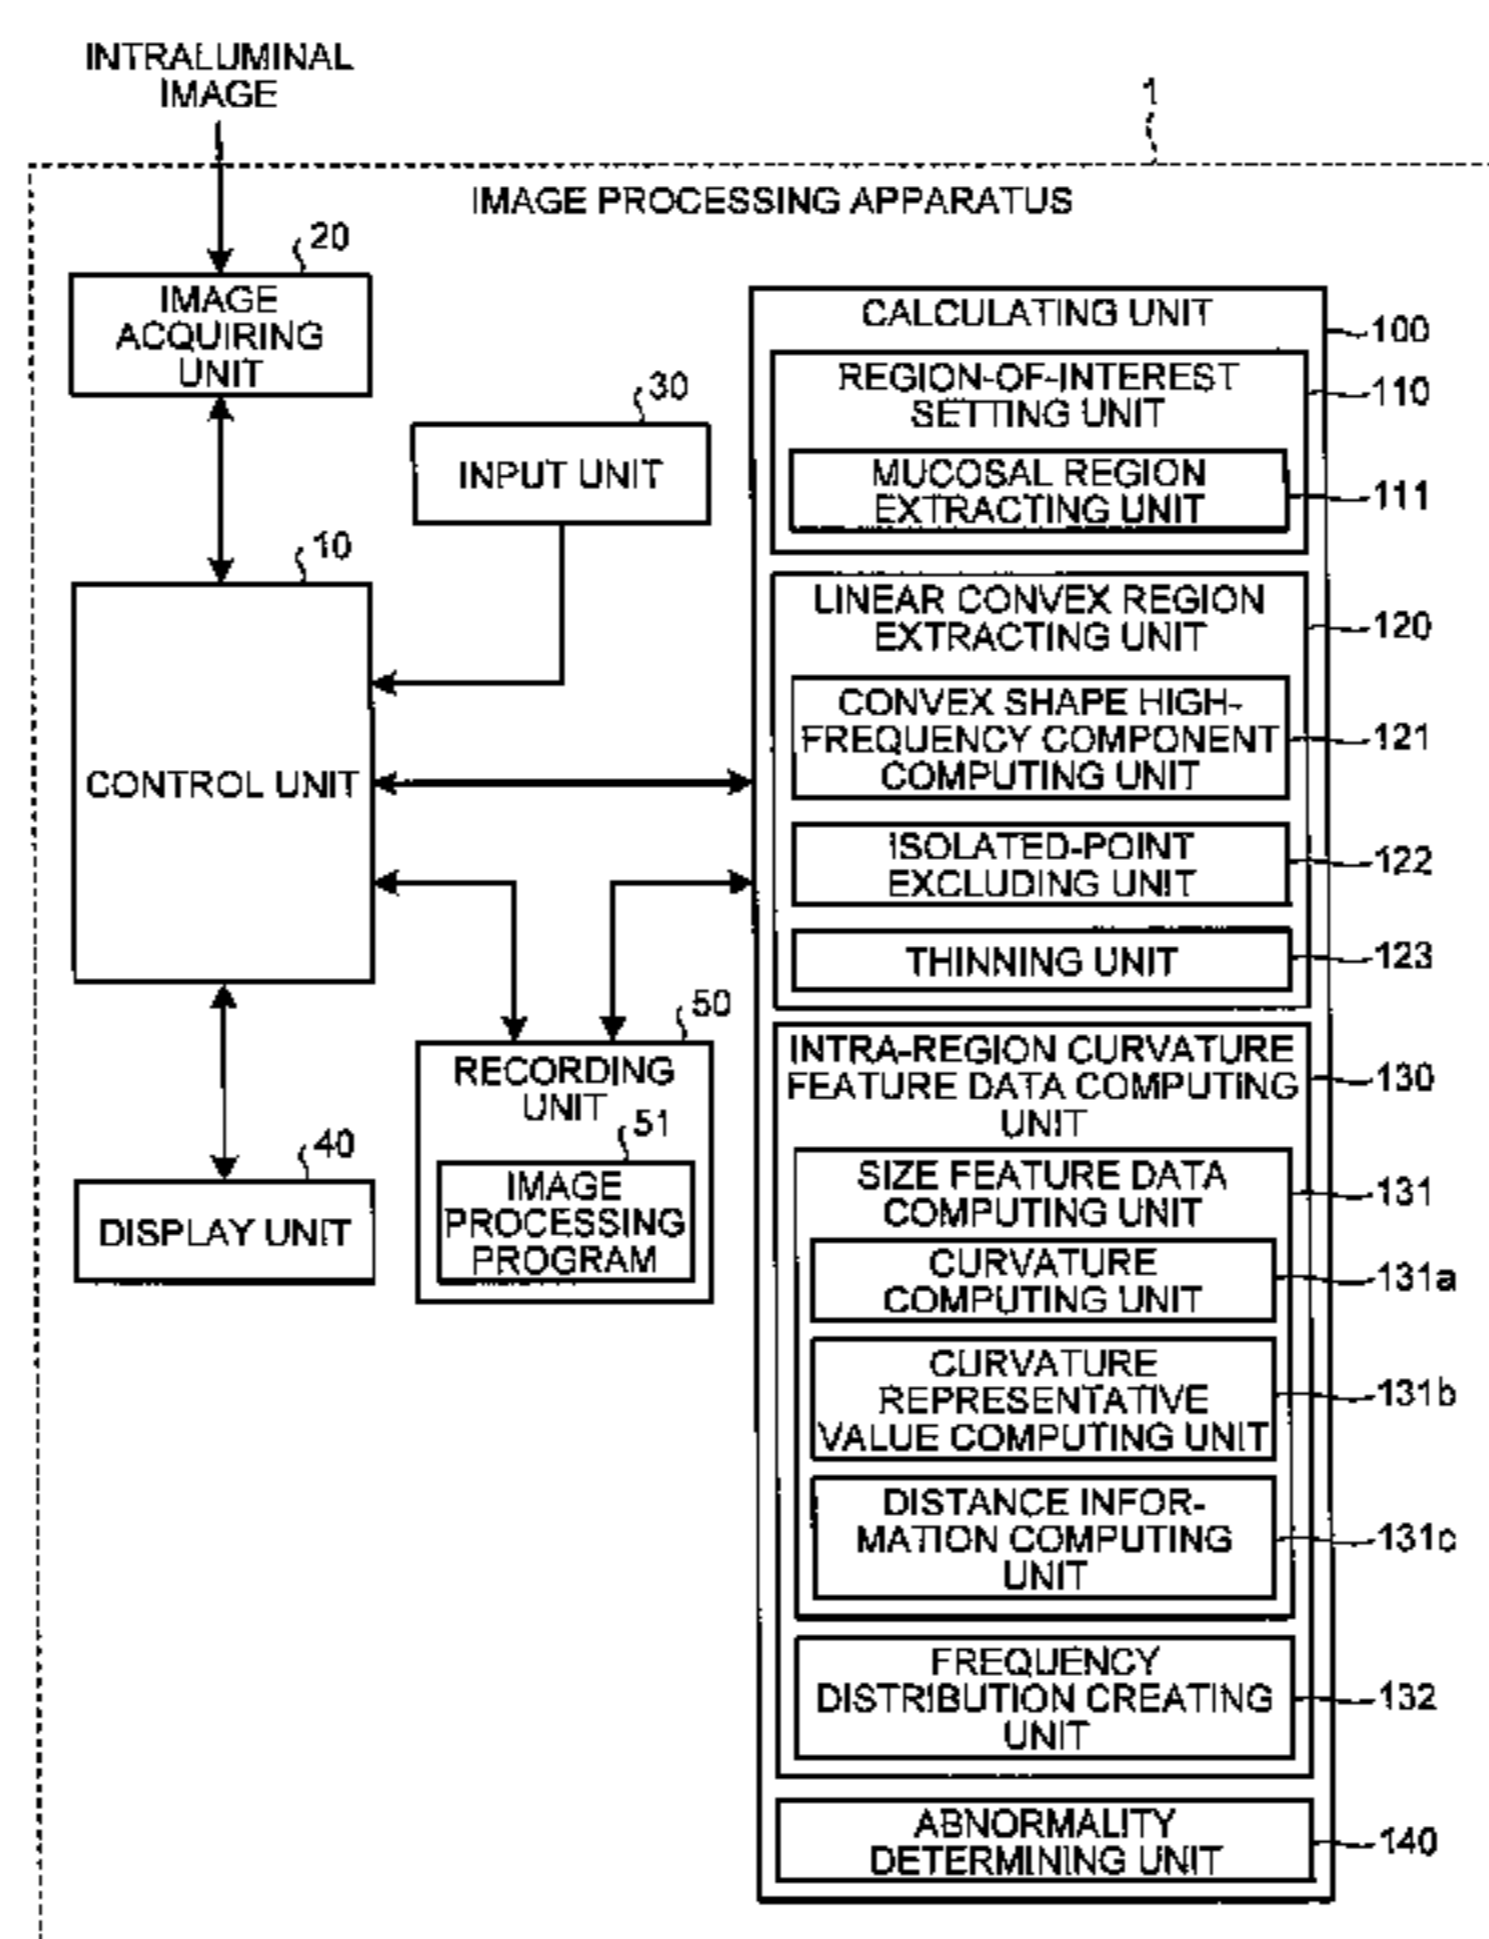 INTRALUMINAL
IMAGE
1
IMAGE PROCESSING APPARATUS
20
IMAGE
ACQUIRING
UNIT
30
INPUT UNIT
10
CONTROL UNIT
40
DISPLAY UNIT
50
RECORDING
UNIT
51
IMAGE
PROCESSING
PROGRAM
CALCULATING UNIT
100
REGION-OF-INTEREST
SETTING UNIT
110
MUCOSAL REGION
EXTRACTING UNIT
111
LINEAR CONVEX REGION
EXTRACTING UNIT
120
CONVEX SHAPE HIGH-
FREQUENCY COMPONENT
COMPUTING UNIT
121
ISOLATED-POINT
EXCLUDING UNIT
122
THINNING UNIT
123
INTRA-REGION CURVATURE
FEATURE DATA COMPUTING
UNIT
130
SIZE FEATURE DATA
COMPUTING UNIT
131
CURVATURE
COMPUTING UNIT
131a
CURVATURE
REPRESENTATIVE
VALUE COMPUTING UNIT
131b
DISTANCE INFOR-
MATION COMPUTING
UNIT
131c
FREQUENCY
DISTRIBUTION CREATING
UNIT
132
ABNORMALITY
DETERMINING UNIT
140